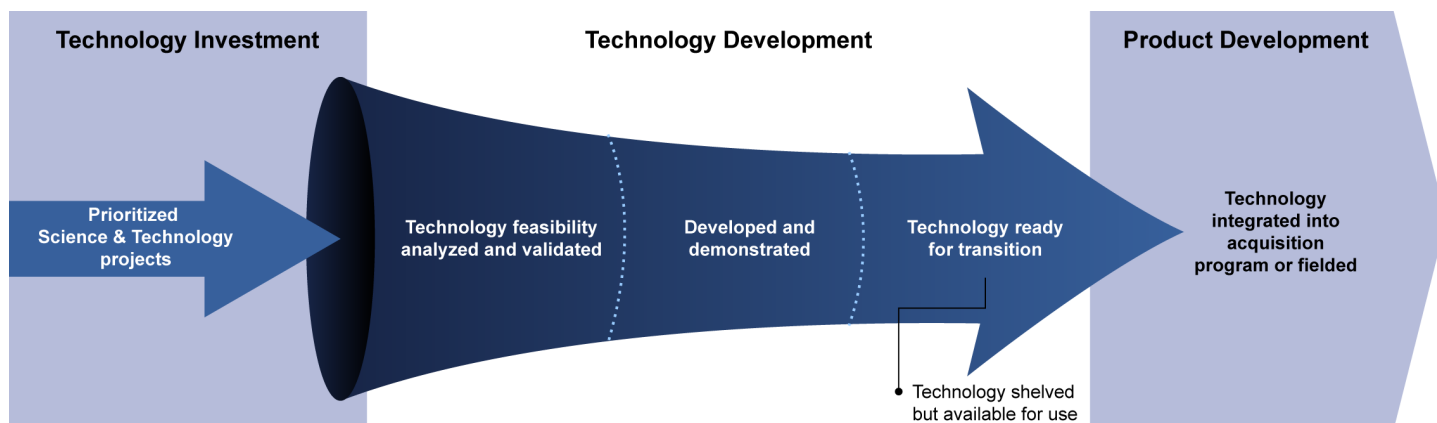 Technology Investment
Technology Development
Product Development
Prioritized
Science & Technology
projects
Technology feasibility
analyzed and validated
Developed and
demonstrated
Technology ready
for transition
Technology
integrated into
acquisition
program or fielded
Technology shelved
but available for use